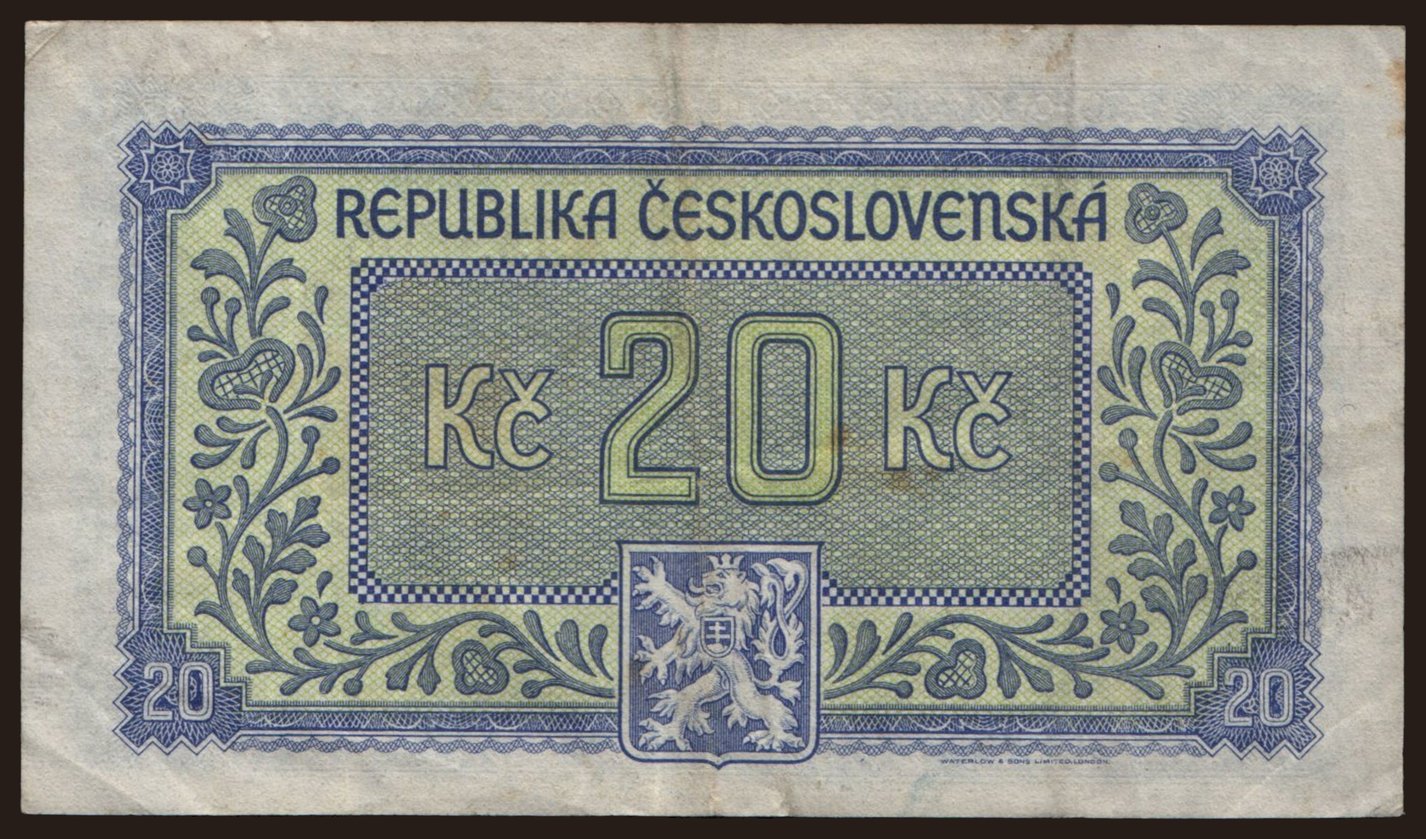 REPUBLIKA ČESKOSLOVENSKÁ
Kč 20 Kč
20 20
WATERLOW & SONS LIMITED, LONDON.